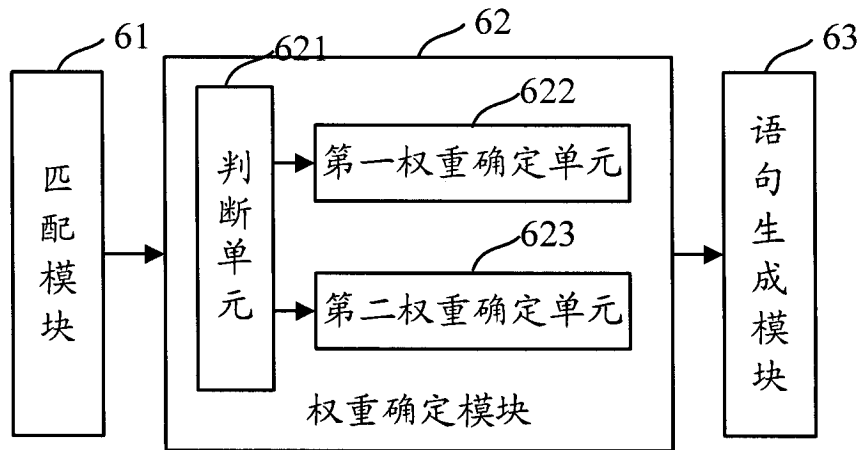 61
62
63
621
622
623
匹配模块
判断单元
第一权重确定单元
第二权重确定单元
权重确定模块
语句生成模块